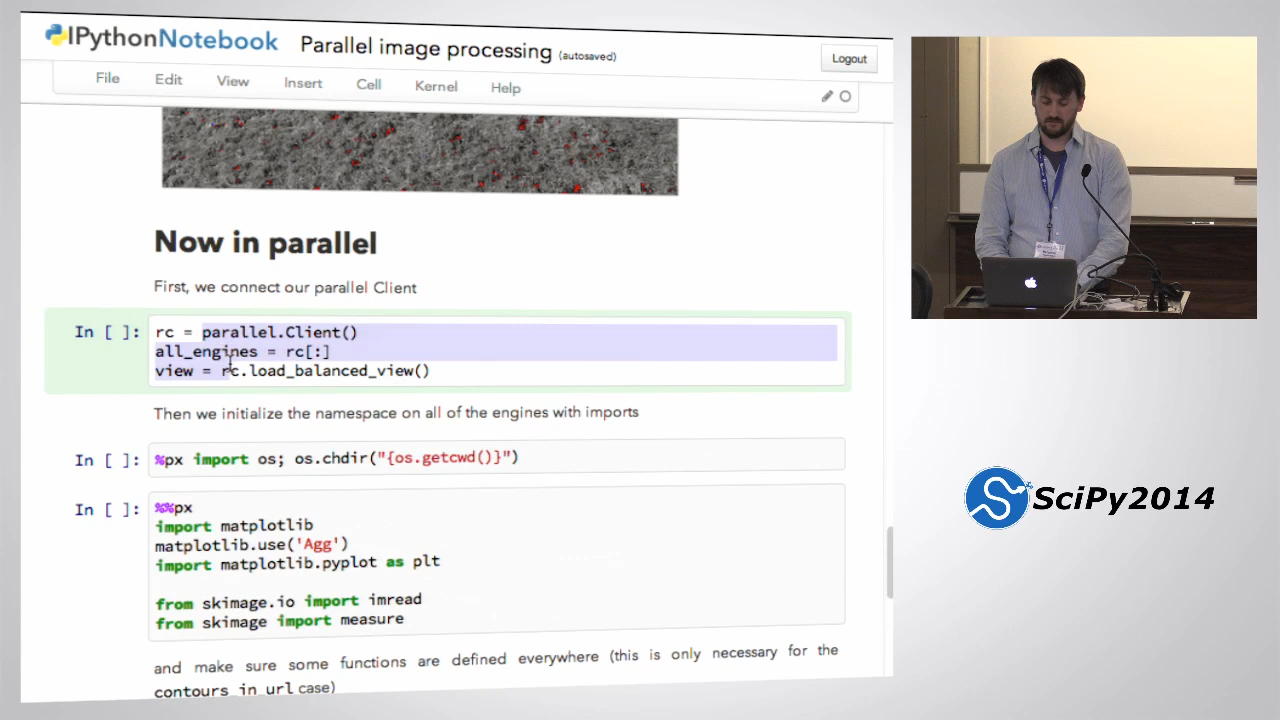 IPythonNotebook Parallel image processing (autosaved) Logout
File Edit View Insert Cell Kernel Help
Now in parallel
First, we connect our parallel Client
In [ ]: rc = parallel.Client()
all_engines = rc[:]
view = rc.load_balanced_view()
Then we initialize the namespace on all of the engines with imports
In [ ]: %px import os; os.chdir("{os.getcwd()}")
In [ ]: %%px
import matplotlib
matplotlib.use('Agg')
import matplotlib.pyplot as plt
from skimage.io import imread
from skimage import measure
and make sure some functions are defined everywhere (this is only necessary for the
contours_in_url case)
SciPy2014